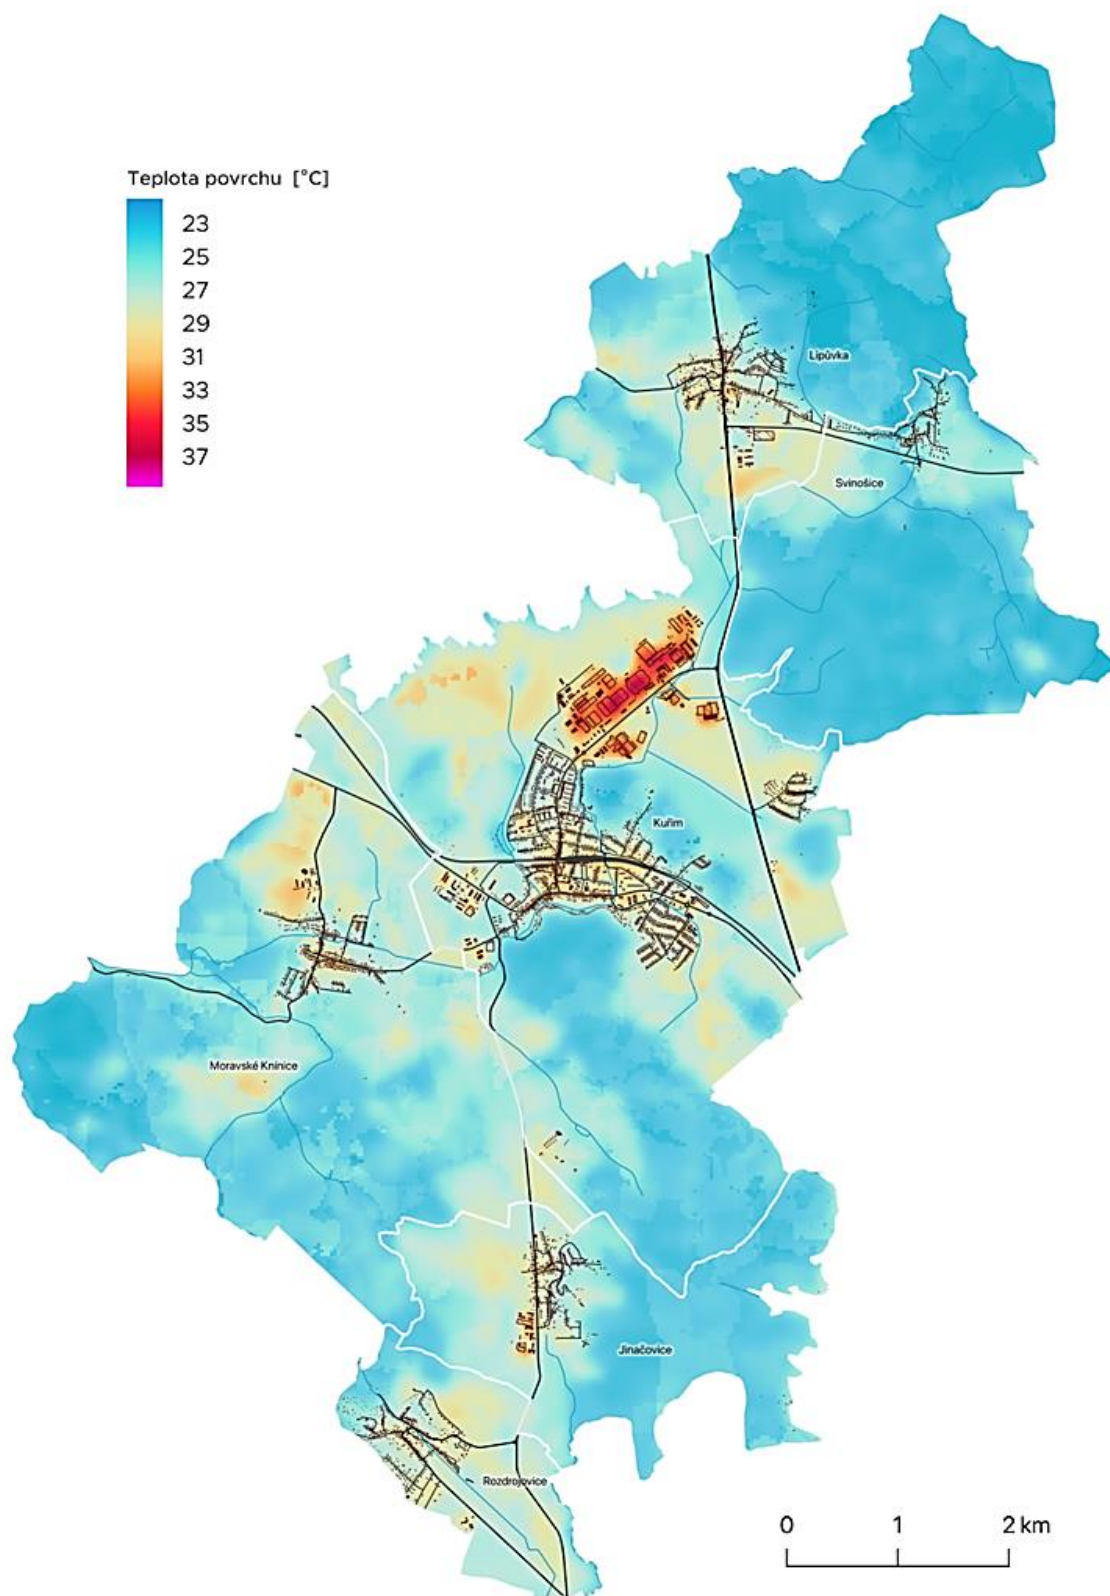 Teplota povrchu [°C]
23
25
27
29
31
33
35
37
Lipůvka
Svinošice
Kuřim
Moravské Knínice
Jinačovice
Rozdrojovice
0 1 2 km